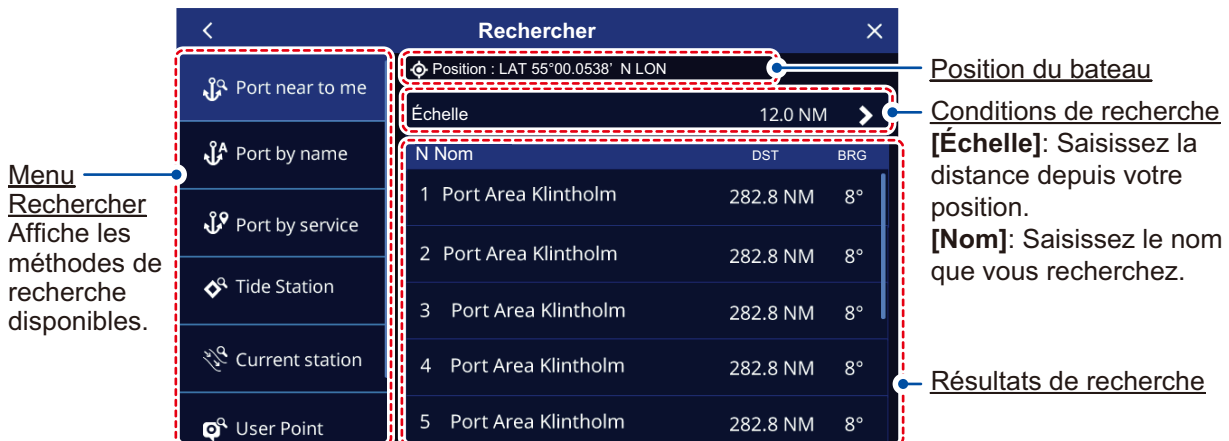 Rechercher
Position : LAT 55°00.0538’ N LON
Échelle 12.0 NM
N Nom DST BRG
1 Port Area Klintholm 282.8 NM 8°
2 Port Area Klintholm 282.8 NM 8°
3 Port Area Klintholm 282.8 NM 8°
4 Port Area Klintholm 282.8 NM 8°
5 Port Area Klintholm 282.8 NM 8°
Port near to me
Port by name
Port by service
Tide Station
Current station
User Point
Menu
Rechercher
Affiche les
méthodes de
recherche
disponibles.
Position du bateau
Conditions de recherche
[Échelle]: Saisissez la
distance depuis votre
position.
[Nom]: Saisissez le nom
que vous recherchez.
Résultats de recherche